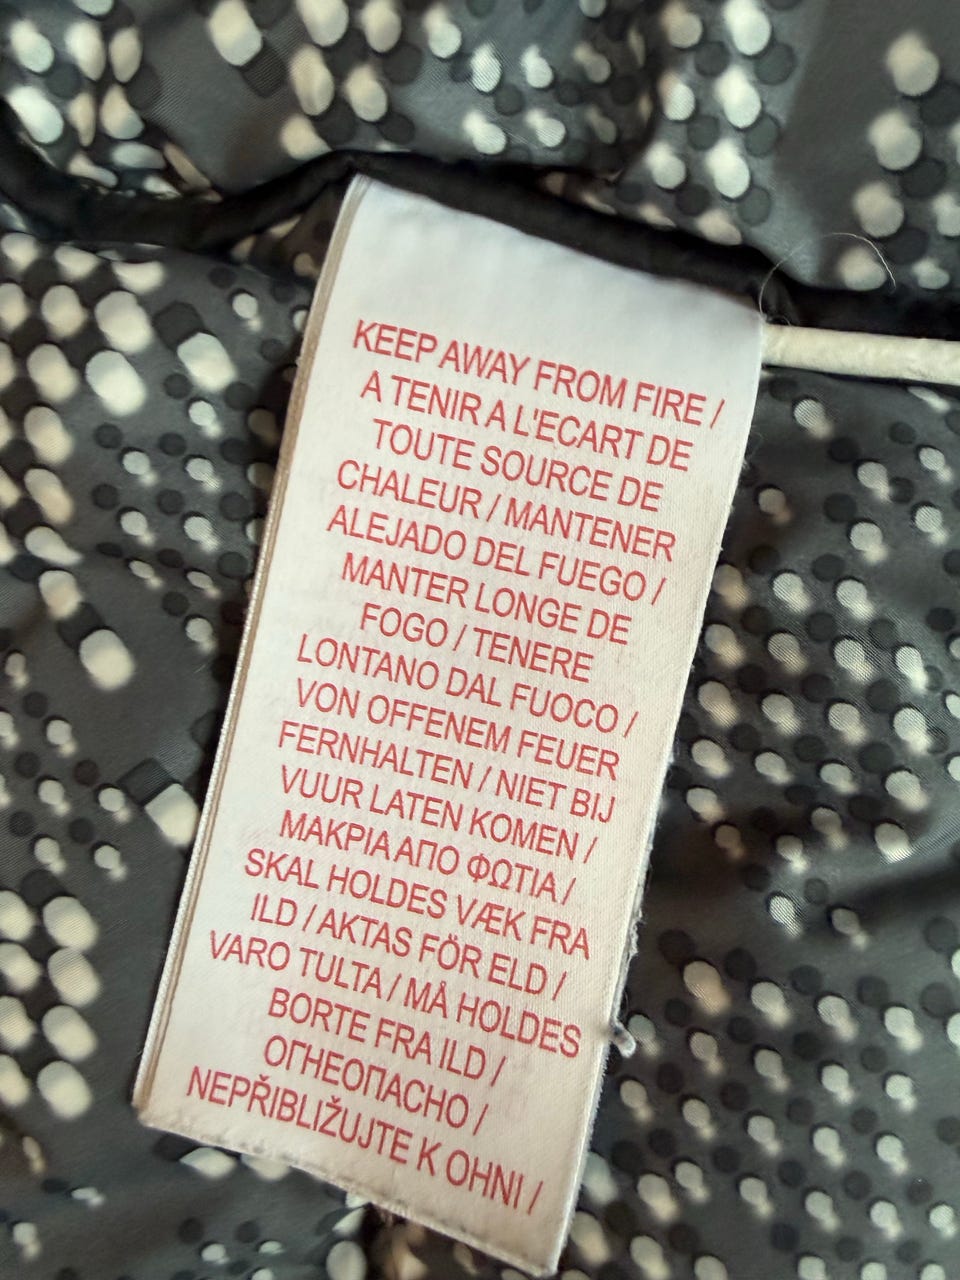 KEEP AWAY FROM FIRE /
A TENIR A L'ECART DE
TOUTE SOURCE DE
CHALEUR / MANTENER
ALEJADO DEL FUEGO /
MANTER LONGE DE
FOGO / TENERE
LONTANO DAL FUOCO /
VON OFFENEM FEUER
FERNHALTEN / NIET BIJ
VUUR LATEN KOMEN /
ΜΑΚΡΙΑ ΑΠΟ ΦΩΤΙΑ /
SKAL HOLDES VÆK FRA
ILD / AKTAS FÖR ELD /
VARO TULTA / MÅ HOLDES
BORTE FRA ILD /
ОГНЕОПАСНО /
NEPŘIBLIŽUJTE K OHNI /